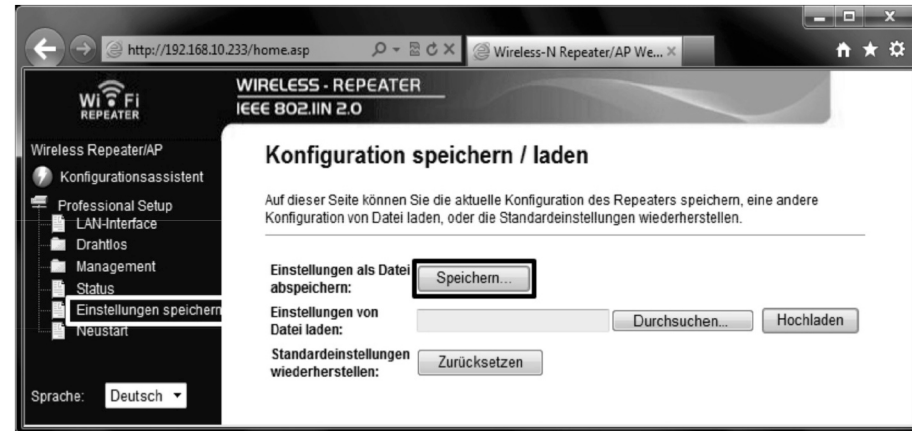 http://192.168.10.233/home.asp
Wireless-N Repeater/AP We...
Wi Fi
REPEATER
WIRELESS - REPEATER
IEEE 802.11N 2.0
Wireless Repeater/AP
Konfigurationsassistent
Professional Setup
LAN-Interface
Drahtlos
Management
Status
Einstellungen speichern
Neustart
Sprache: Deutsch
Konfiguration speichern / laden
Auf dieser Seite können Sie die aktuelle Konfiguration des Repeaters speichern, eine andere
Konfiguration von Datei laden, oder die Standardeinstellungen wiederherstellen.
Einstellungen als Datei
abspeichern:
Speichern...
Einstellungen von
Datei laden:
Durchsuchen...
Hochladen
Standardeinstellungen
wiederherstellen:
Zurücksetzen